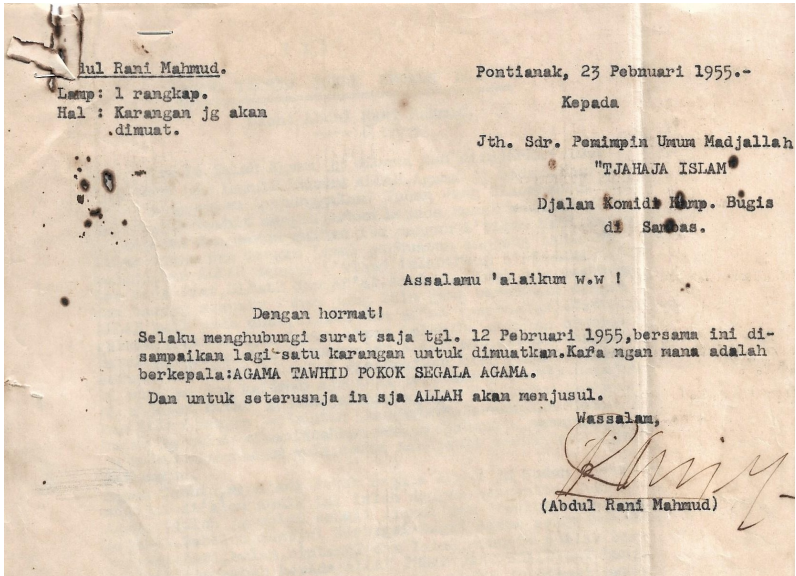 Abdul Rani Mahmud.
Lamp: 1 rangkap.
Hal : Karangan jg akan
dimuat.
Pontianak, 23 Pebruari 1955.-
Kepada
Jth. Sdr. Pemimpin Umum Madjallah
"TJAHAJA ISLAM"
Djalan Komidi Kamp. Bugis
di Sambas.
Assalamu 'alaikum w.w !
Dengan hormat!
Selaku menghubungi surat saja tgl. 12 Pebruari 1955,bersama ini di-
sampaikan lagi satu karangan untuk dimuatkan.Kara ngan mana adalah
berkepala:AGAMA TAWHID POKOK SEGALA AGAMA.
Dan untuk seterusnja in sja ALLAH akan menjusul.
Wassalam,
(Abdul Rani Mahmud)